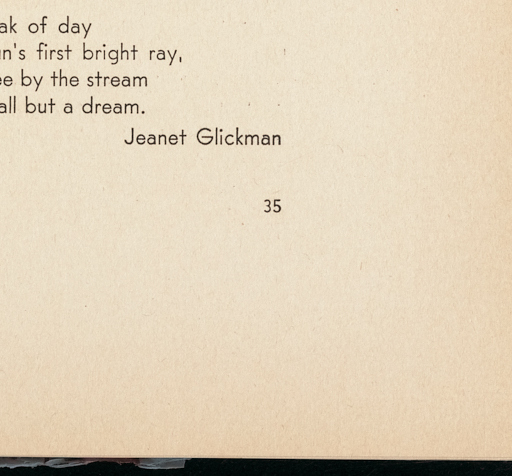 ak of day
n's first bright ray,
e by the stream
all but a dream.
Jeanet Glickman
35